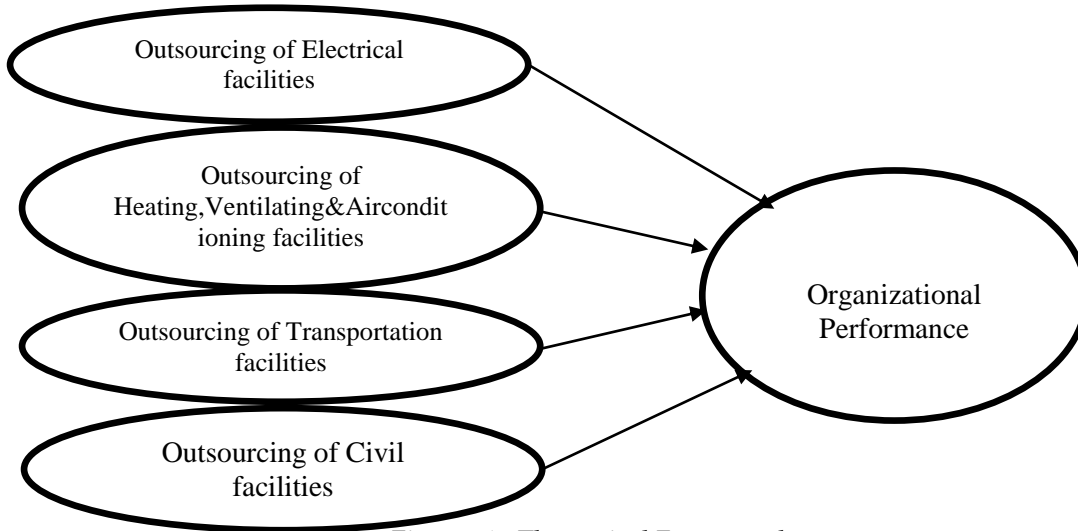 Outsourcing of Electrical
facilities
Outsourcing of
Heating,Ventilating&Aircondit
ioning facilities
Outsourcing of Transportation
facilities
Outsourcing of Civil
facilities
Organizational
Performance